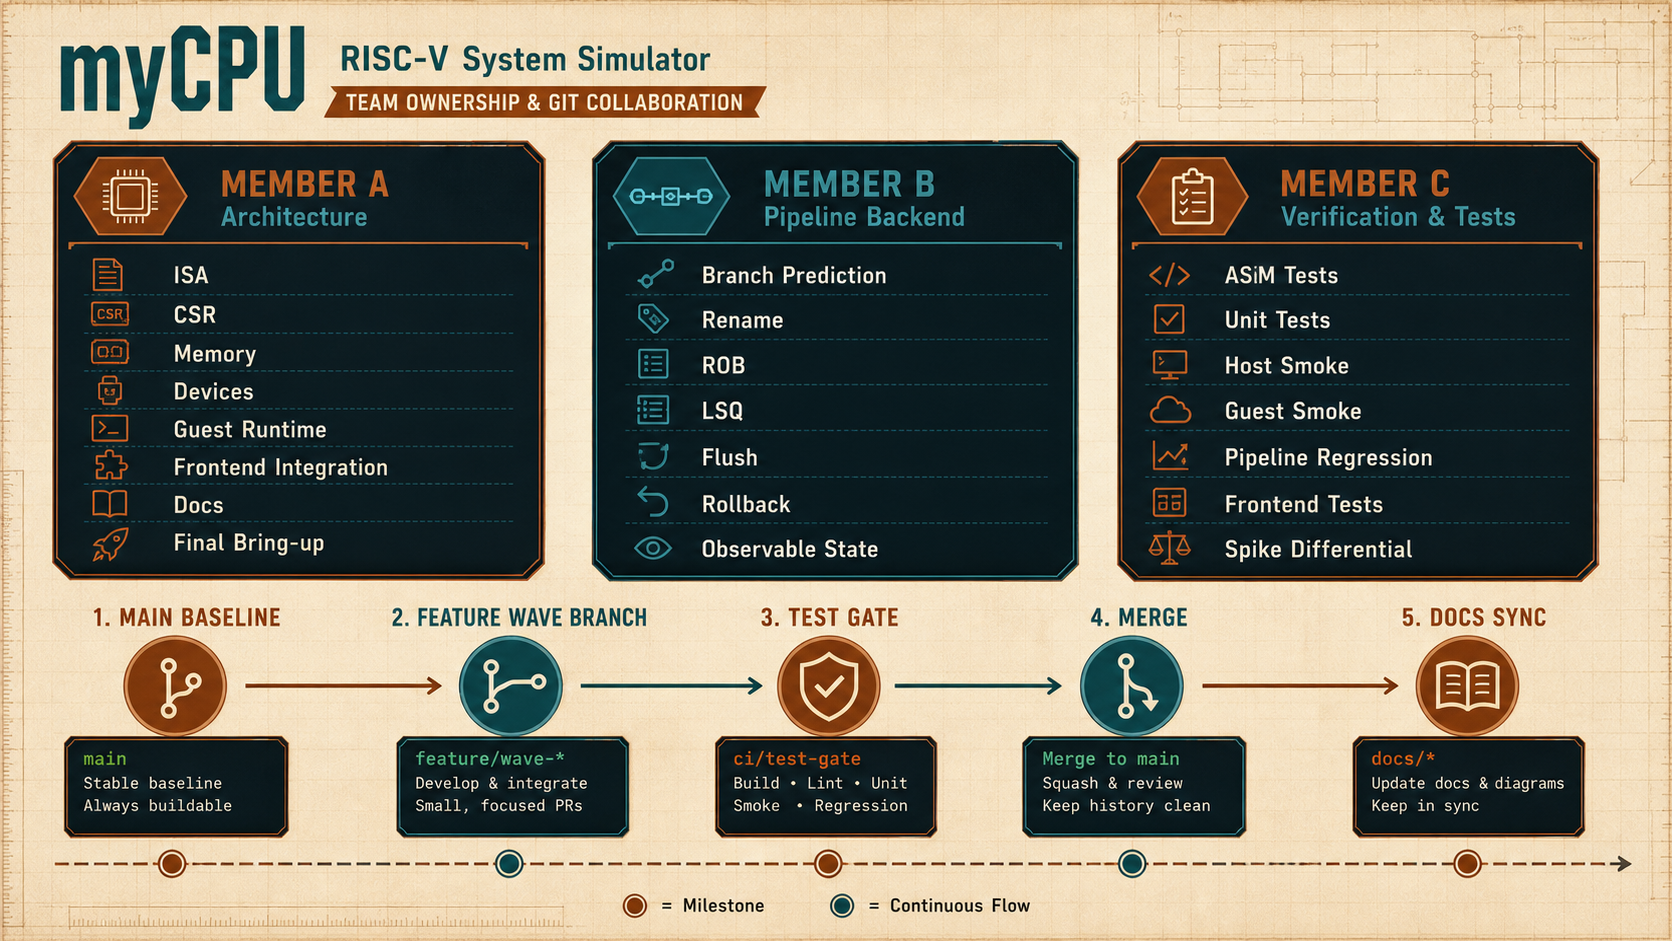 myCPU
RISC-V System Simulator
TEAM OWNERSHIP & GIT COLLABORATION
MEMBER A
Architecture
ISA
CSR
CSR
Memory
Devices
Guest Runtime
Frontend Integration
Docs
Final Bring-up
MEMBER B
Pipeline Backend
Branch Prediction
Rename
ROB
LSQ
Flush
Rollback
Observable State
MEMBER C
Verification & Tests
ASiM Tests
Unit Tests
Host Smoke
Guest Smoke
Pipeline Regression
Frontend Tests
Spike Differential
1. MAIN BASELINE
main
Stable baseline
Always buildable
2. FEATURE WAVE BRANCH
feature/wave-*
Develop & integrate
Small, focused PRs
3. TEST GATE
ci/test-gate
Build • Lint • Unit
Smoke • Regression
4. MERGE
Merge to main
Squash & review
Keep history clean
5. DOCS SYNC
docs/*
Update docs & diagrams
Keep in sync
= Milestone
= Continuous Flow